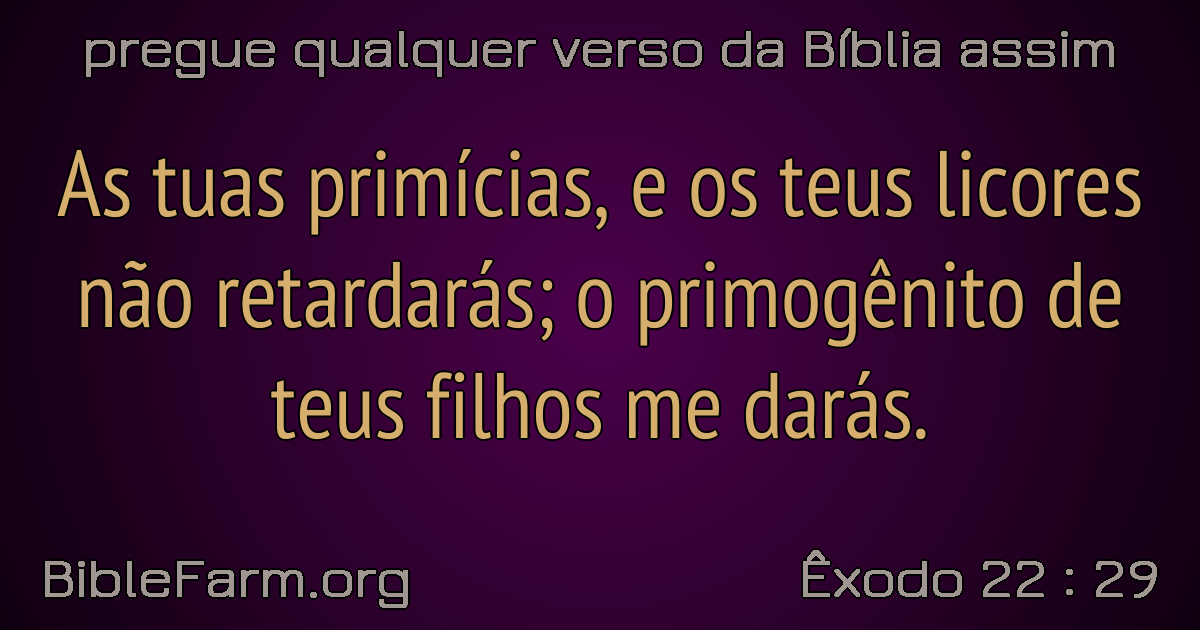 pregue qualquer verso da Bíblia assim
As tuas primícias, e os teus licores
não retardarás; o primogênito de
teus filhos me darás.
BibleFarm.org
Êxodo 22 : 29